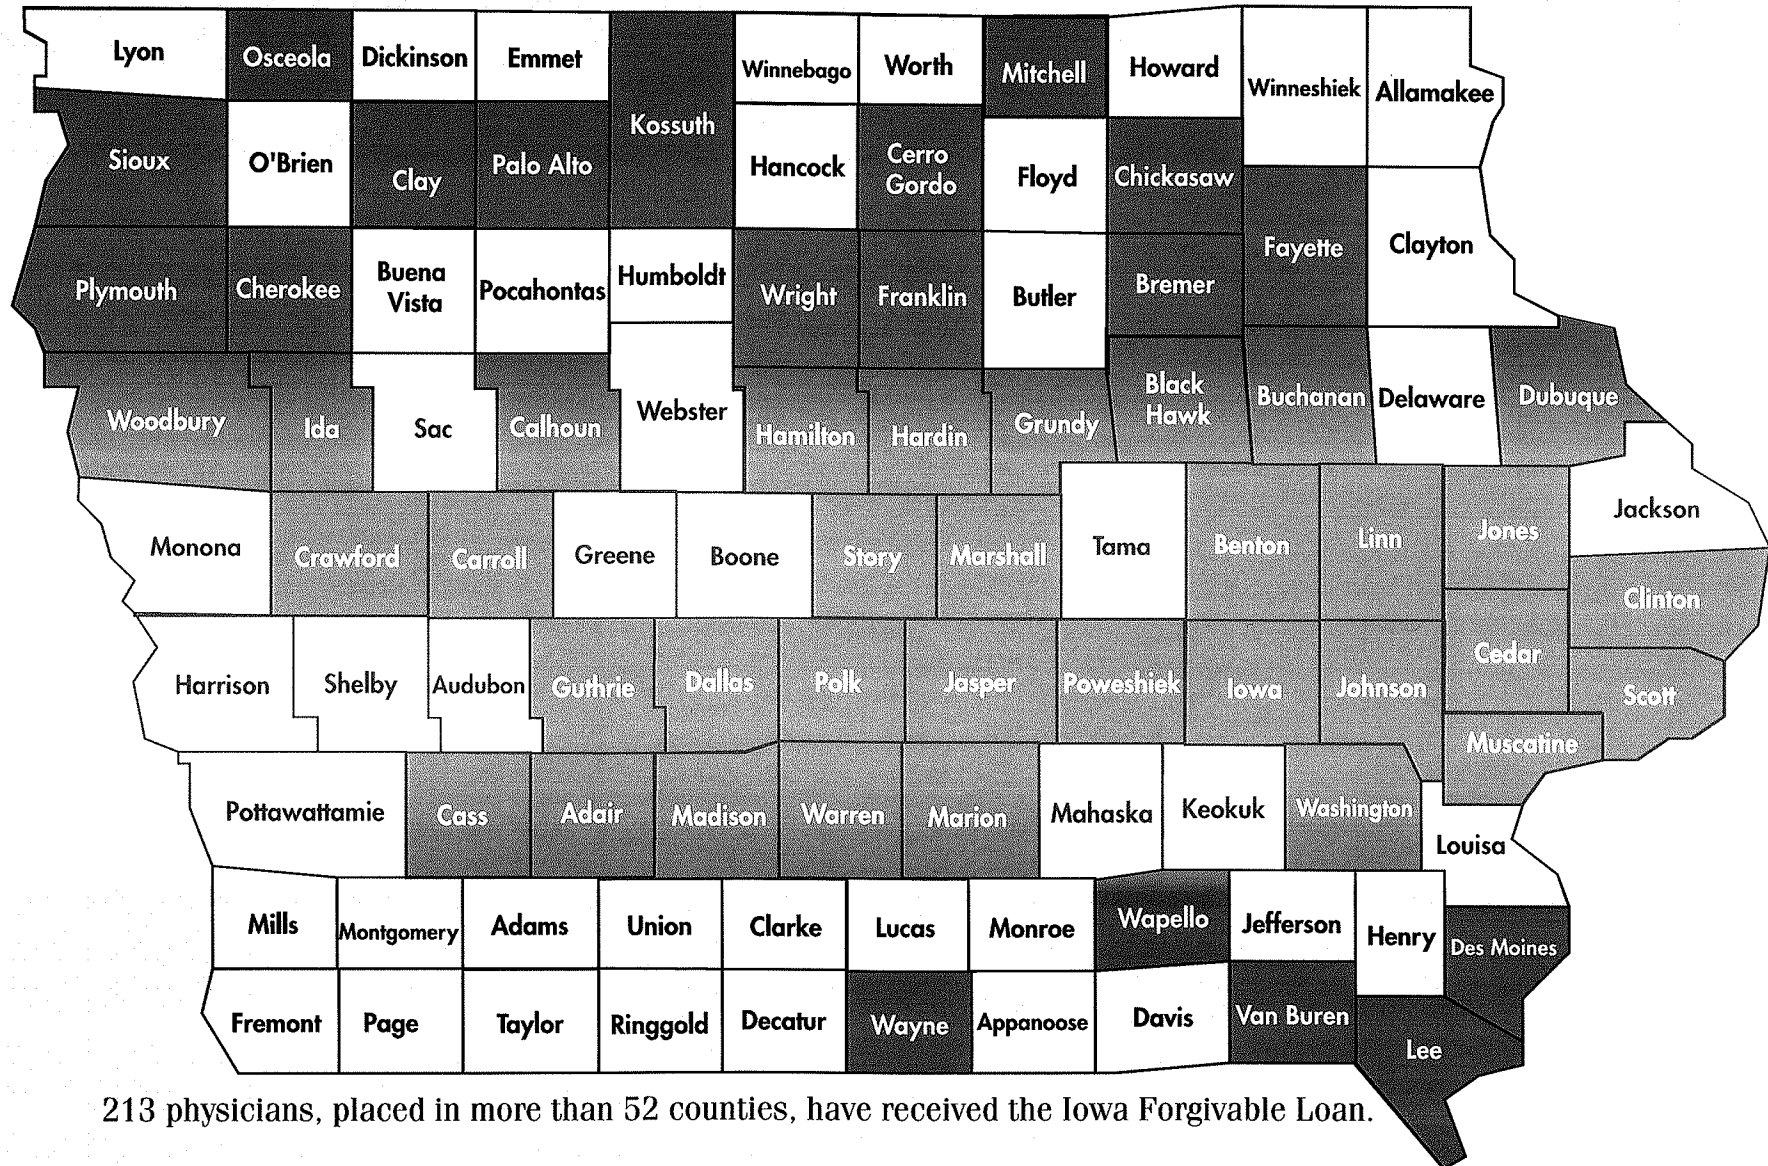 Lyon
Osceola
Dickinson
Emmet
Kossuth
Winnebago
Worth
Mitchell
Howard
Winneshiek
Allamakee
Sioux
O'Brien
Clay
Palo Alto
Hancock
Cerro
Gordo
Floyd
Chickasaw
Fayette
Clayton
Plymouth
Cherokee
Buena
Vista
Pocahontas
Humboldt
Wright
Franklin
Butler
Bremer
Woodbury
Ida
Sac
Calhoun
Webster
Hamilton
Hardin
Grundy
Black
Hawk
Buchanan
Delaware
Dubuque
Monona
Crawford
Carroll
Greene
Boone
Story
Marshall
Tama
Benton
Linn
Jones
Jackson
Clinton
Harrison
Shelby
Audubon
Guthrie
Dallas
Polk
Jasper
Poweshiek
Iowa
Johnson
Cedar
Scott
Muscatine
Pottawattamie
Cass
Adair
Madison
Warren
Marion
Mahaska
Keokuk
Washington
Louisa
Mills
Montgomery
Adams
Union
Clarke
Lucas
Monroe
Wapello
Jefferson
Henry
Des Moines
Fremont
Page
Taylor
Ringgold
Decatur
Wayne
Appanoose
Davis
Van Buren
Lee
213 physicians, placed in more than 52 counties, have received the Iowa Forgivable Loan.